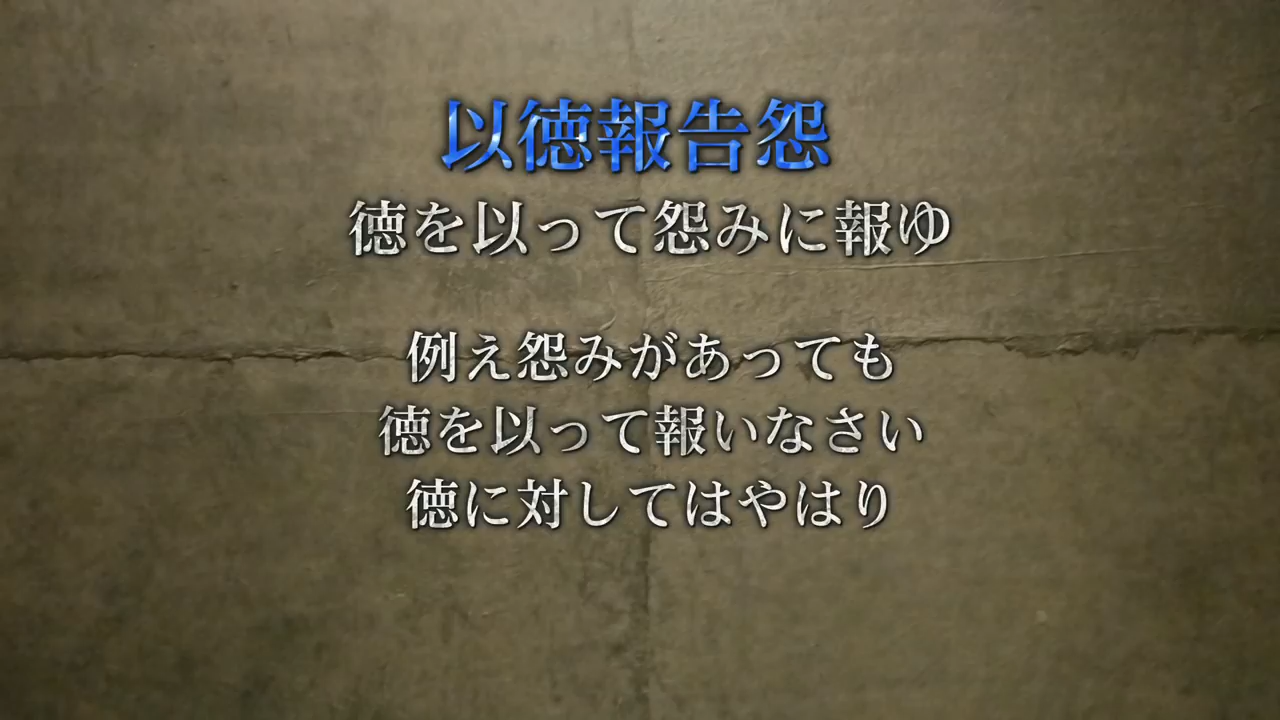 以徳報告怨
徳を以って怨みに報ゆ
例え怨みがあっても
徳を以って報いなさい
徳に対してはやはり